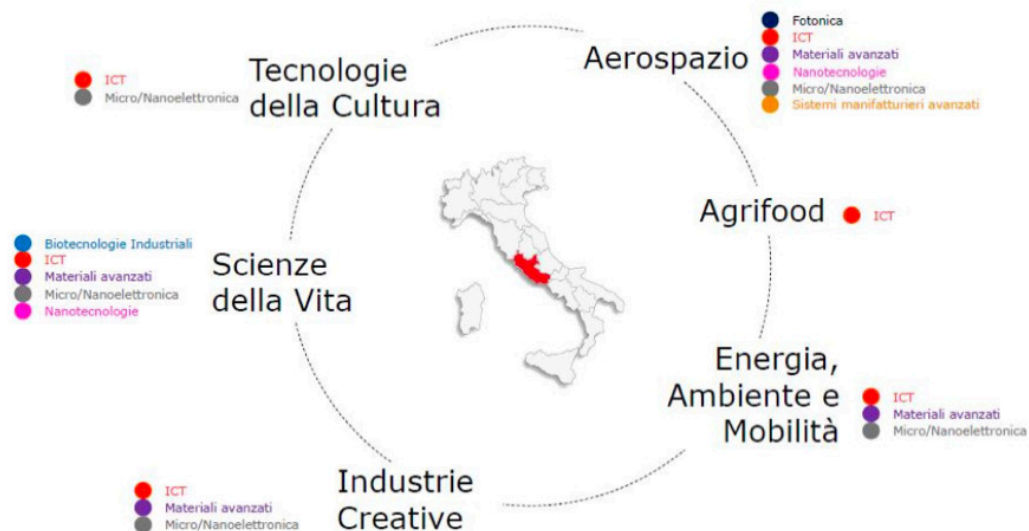 Tecnologie
della Cultura
ICT
Micro/Nanoelettronica
Aerospazio
Fotonica
ICT
Materiali avanzati
Nanotecnologie
Micro/Nanoelettronica
Sistemi manifatturieri avanzati
Agrifood
ICT
Energia,
Ambiente e
Mobilità
ICT
Materiali avanzati
Micro/Nanoelettronica
Industrie
Creative
ICT
Materiali avanzati
Micro/Nanoelettronica
Scienze
della Vita
Biotecnologie Industriali
ICT
Materiali avanzati
Micro/Nanoelettronica
Nanotecnologie